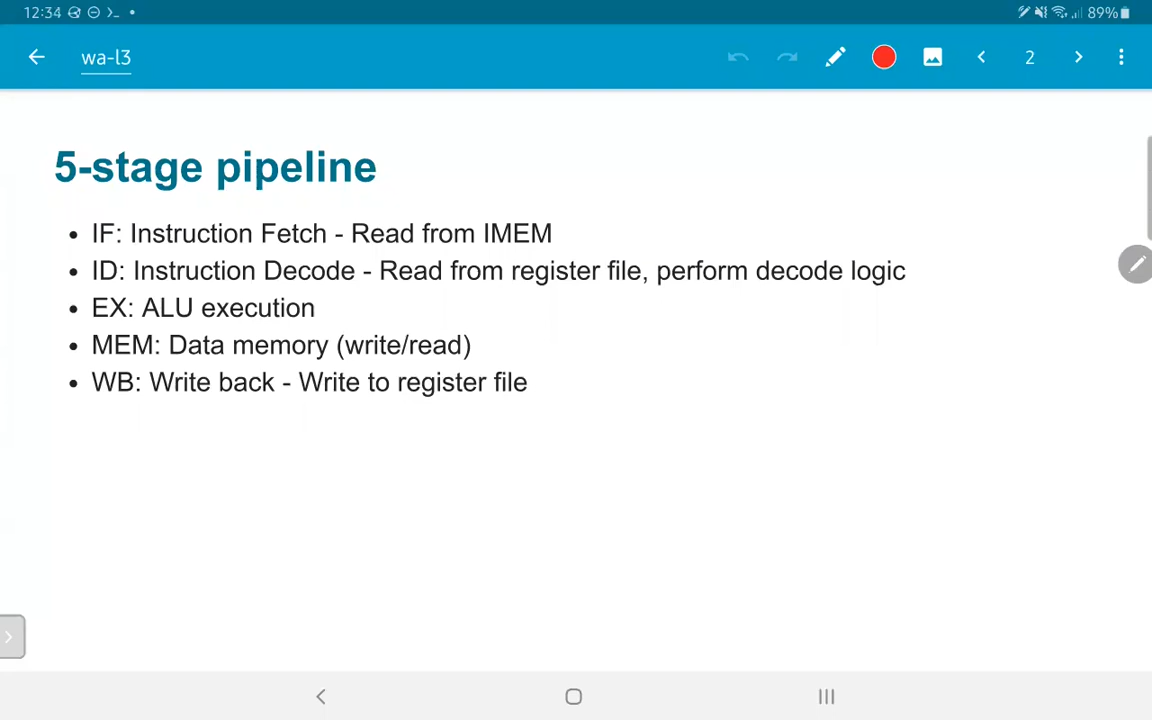 12:34 89%
wa-l3 2
5-stage pipeline
• IF: Instruction Fetch - Read from IMEM
• ID: Instruction Decode - Read from register file, perform decode logic
• EX: ALU execution
• MEM: Data memory (write/read)
• WB: Write back - Write to register file